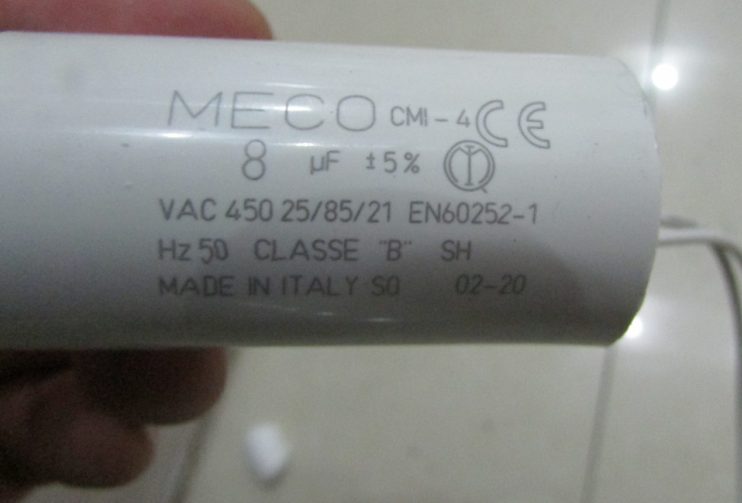 MECO CMI-4 CE
8 µF ±5% IMQ
VAC 450 25/85/21 EN60252-1
Hz 50 CLASSE "B" SH
MADE IN ITALY S0 02-20